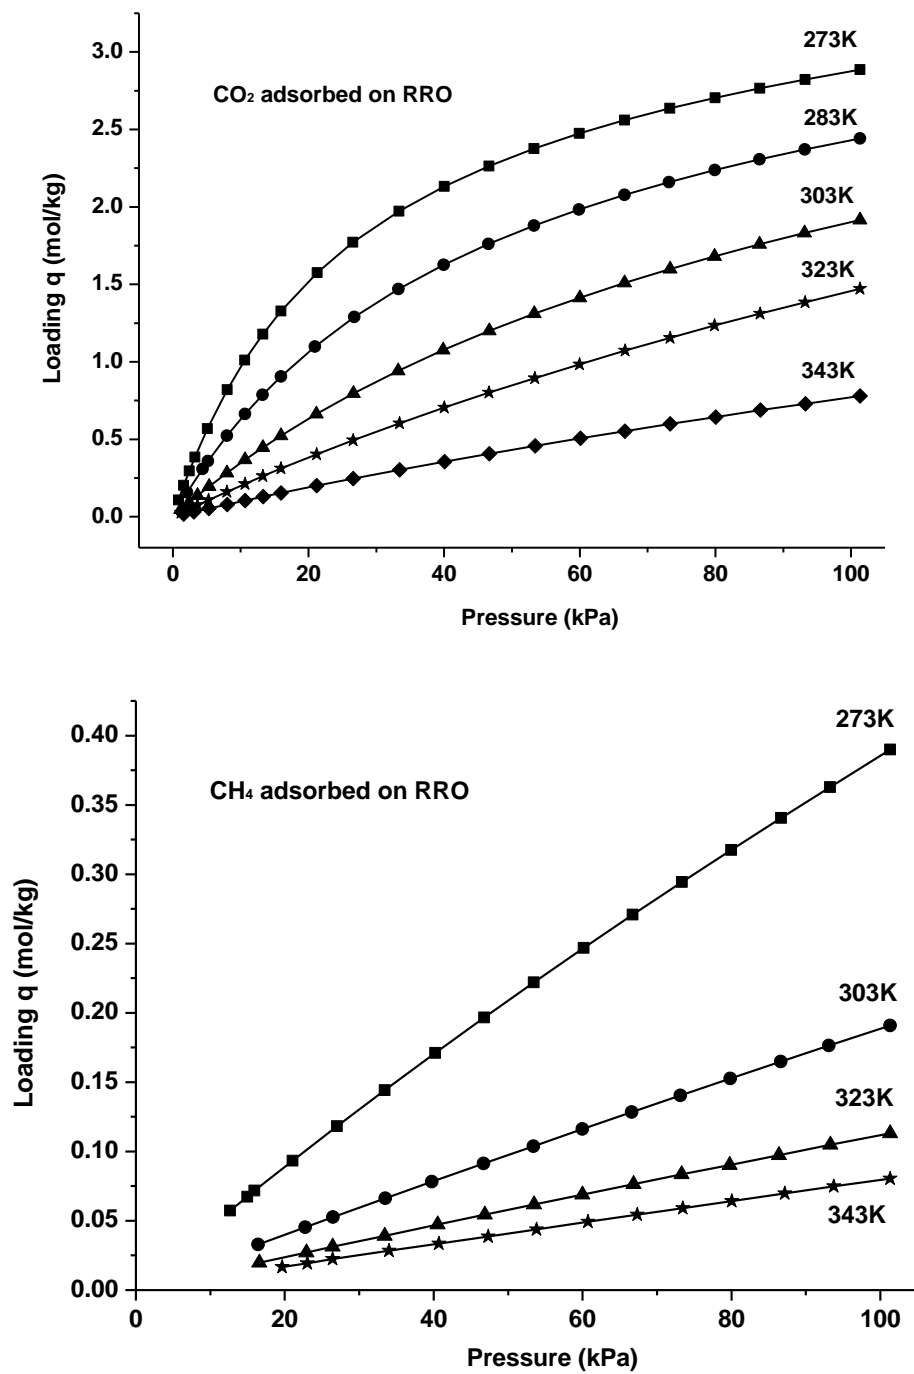 3.0
2.5
2.0
1.5
1.0
0.5
0.0
Loading q (mol/kg)
CO₂ adsorbed on RRO
273K
283K
303K
323K
343K
0 20 40 60 80 100
Pressure (kPa)
0.40
0.35
0.30
0.25
0.20
0.15
0.10
0.05
0.00
Loading q (mol/kg)
CH₄ adsorbed on RRO
273K
303K
323K
343K
0 20 40 60 80 100
Pressure (kPa)